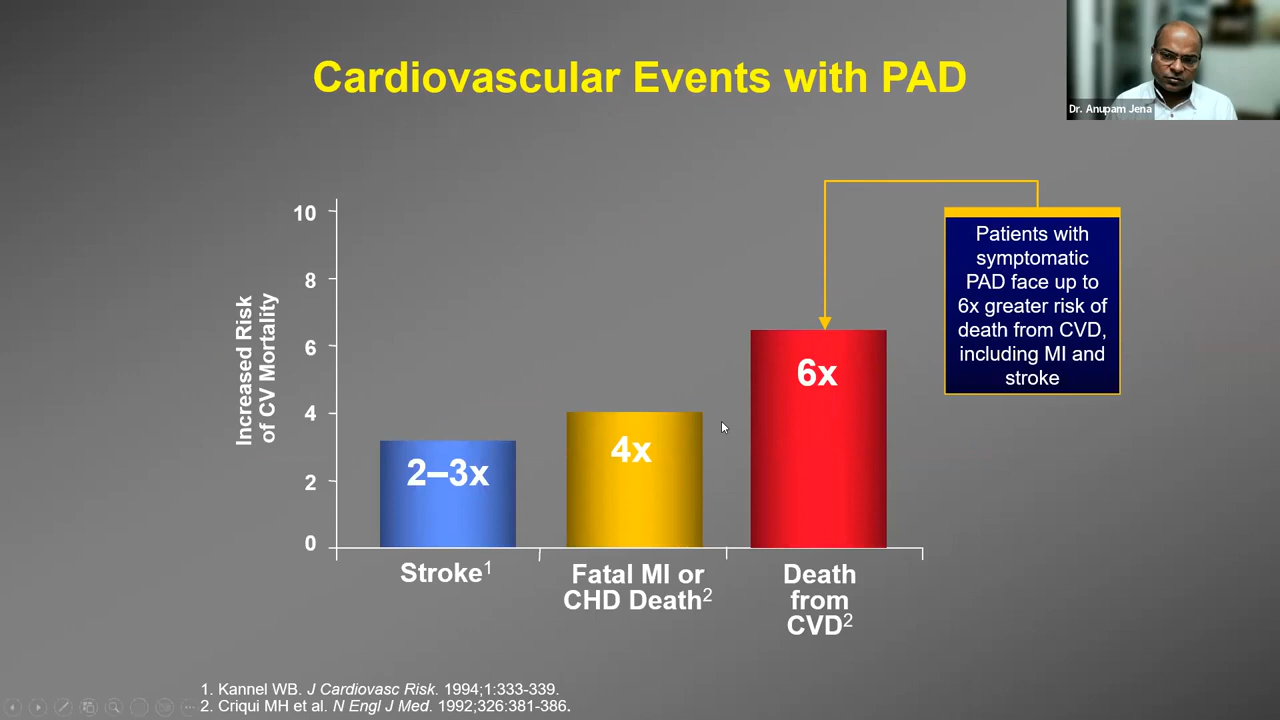 Cardiovascular Events with PAD
Dr. Anupam Jena
Increased Risk
of CV Mortality
10
8
6
4
2
0
2–3x
4x
6x
Patients with
symptomatic
PAD face up to
6x greater risk of
death from CVD,
including MI and
stroke
Stroke¹
Fatal MI or
CHD Death²
Death
from
CVD²
1. Kannel WB. J Cardiovasc Risk. 1994;1:333-339.
2. Criqui MH et al. N Engl J Med. 1992;326:381-386.